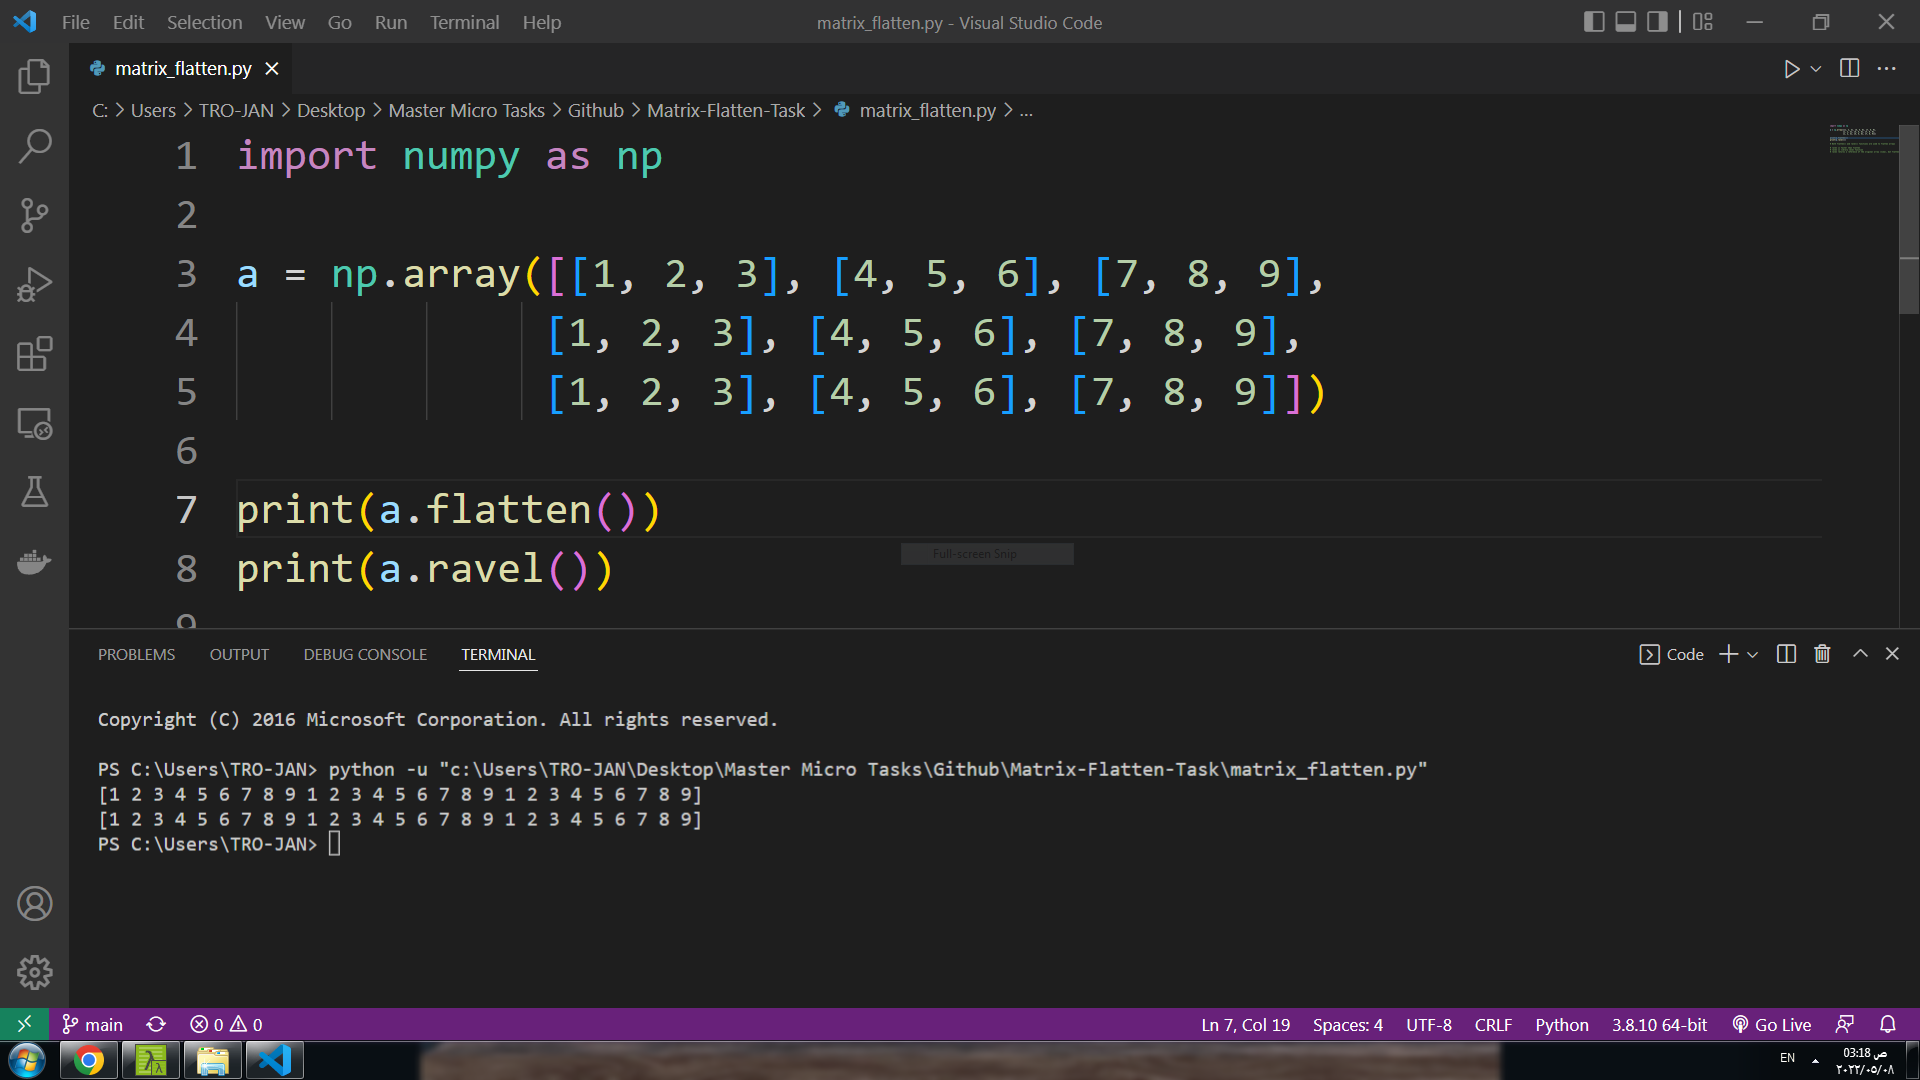 File Edit Selection View Go Run Terminal Help
matrix_flatten.py - Visual Studio Code
matrix_flatten.py
C: > Users > TRO-JAN > Desktop > Master Micro Tasks > Github > Matrix-Flatten-Task > matrix_flatten.py > ...
1 import numpy as np
2
3 a = np.array([[1, 2, 3], [4, 5, 6], [7, 8, 9],
4 [1, 2, 3], [4, 5, 6], [7, 8, 9],
5 [1, 2, 3], [4, 5, 6], [7, 8, 9]])
6
7 print(a.flatten())
Full-screen Snip
8 print(a.ravel())
9
PROBLEMS OUTPUT DEBUG CONSOLE TERMINAL
Code
Copyright (C) 2016 Microsoft Corporation. All rights reserved.
PS C:\Users\TRO-JAN> python -u "c:\Users\TRO-JAN\Desktop\Master Micro Tasks\Github\Matrix-Flatten-Task\matrix_flatten.py"
[1 2 3 4 5 6 7 8 9 1 2 3 4 5 6 7 8 9 1 2 3 4 5 6 7 8 9]
[1 2 3 4 5 6 7 8 9 1 2 3 4 5 6 7 8 9 1 2 3 4 5 6 7 8 9]
PS C:\Users\TRO-JAN>
main 0 0
Ln 7, Col 19 Spaces: 4 UTF-8 CRLF Python 3.8.10 64-bit Go Live
EN
03:18 ص
٢٠٢٢/٠٥/٠٨